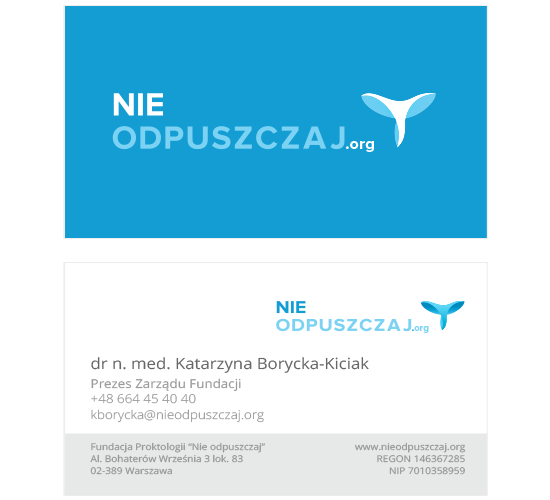 NIE
ODPUSZCZAJ.org
NIE
ODPUSZCZAJ.org
dr n. med. Katarzyna Borycka-Kiciak
Prezes Zarządu Fundacji
+48 664 45 40 40
kborycka@nieodpuszczaj.org
Fundacja Proktologii “Nie odpuszczaj”
Al. Bohaterów Września 3 lok. 83
02-389 Warszawa
www.nieodpuszczaj.org
REGON 146367285
NIP 7010358959